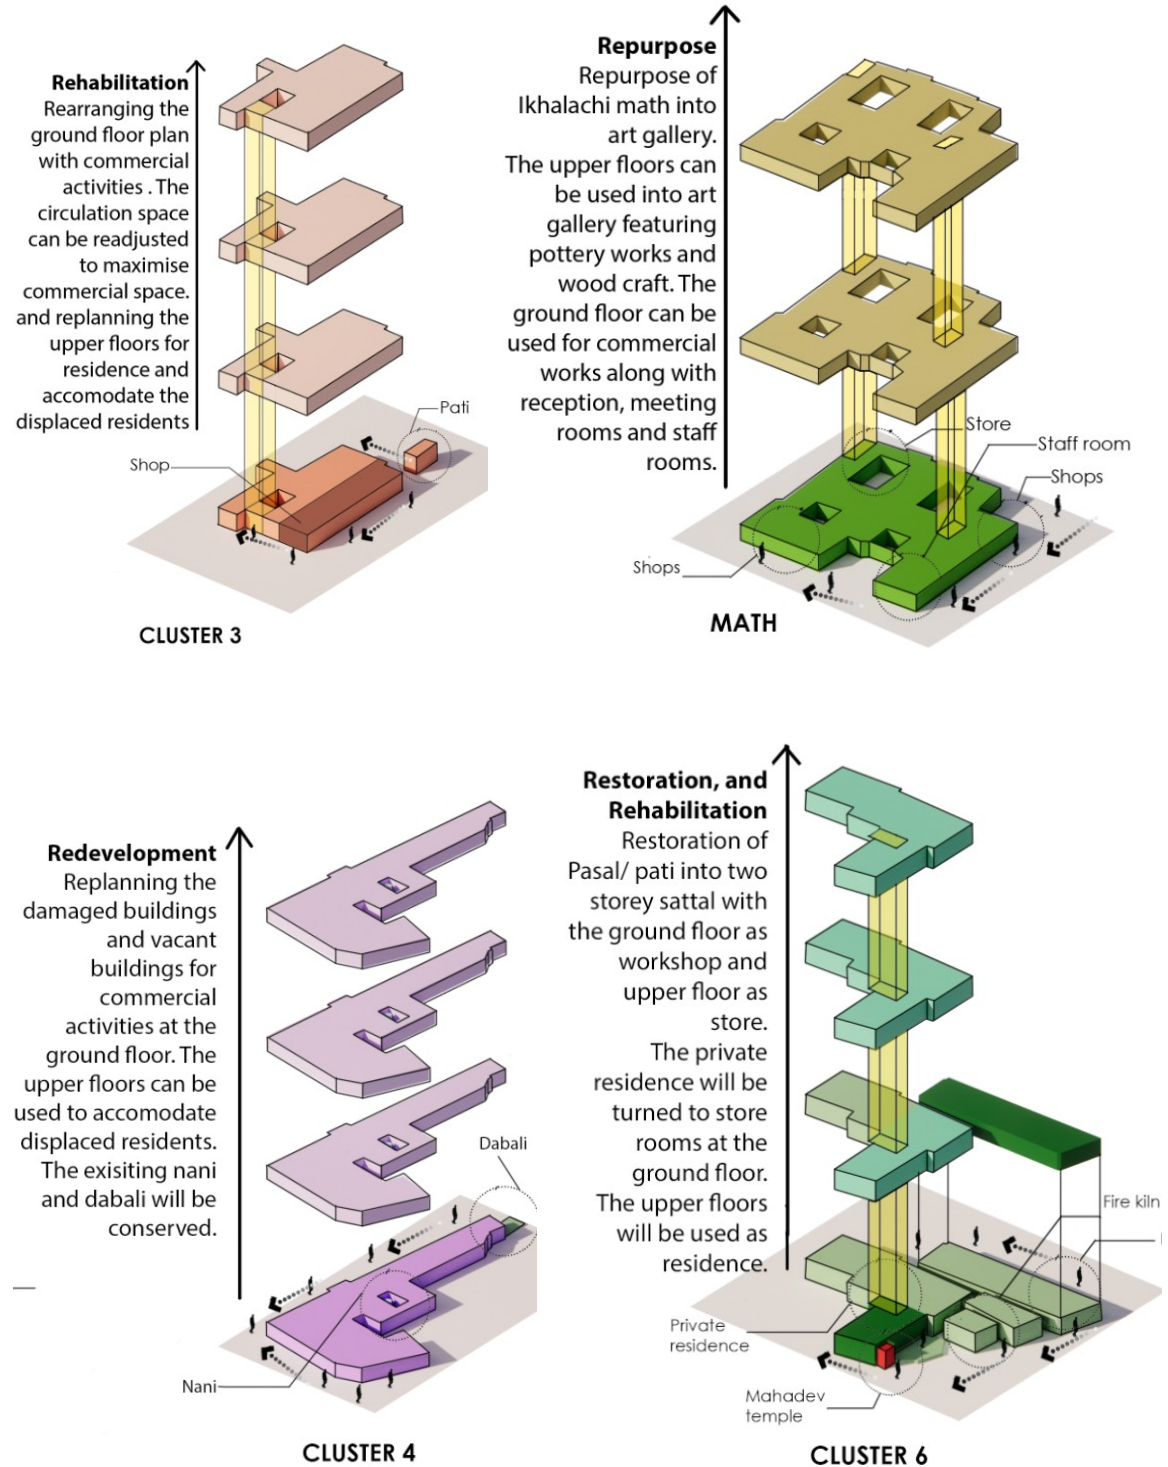 Rehabilitation
Rearranging the
ground floor plan
with commercial
activities . The
circulation space
can be readjusted
to maximise
commercial space.
and replanning the
upper floors for
residence and
accomodate the
displaced residents
Pati
Shop
CLUSTER 3
Repurpose
Repurpose of
Ikhalachi math into
art gallery.
The upper floors can
be used into art
gallery featuring
pottery works and
wood craft. The
ground floor can be
used for commercial
works along with
reception, meeting
rooms and staff
rooms.
Store
Staff room
Shops
Shops
MATH
Redevelopment
Replanning the
damaged buildings
and vacant
buildings for
commercial
activities at the
ground floor. The
upper floors can be
used to accomodate
displaced residents.
The exisiting nani
and dabali will be
conserved.
Dabali
Nani
CLUSTER 4
Restoration, and
Rehabilitation
Restoration of
Pasal/ pati into two
storey sattal with
the ground floor as
workshop and
upper floor as
store.
The private
residence will be
turned to store
rooms at the
ground floor.
The upper floors
will be used as
residence.
Fire kiln
Private
residence
Mahadev
temple
CLUSTER 6